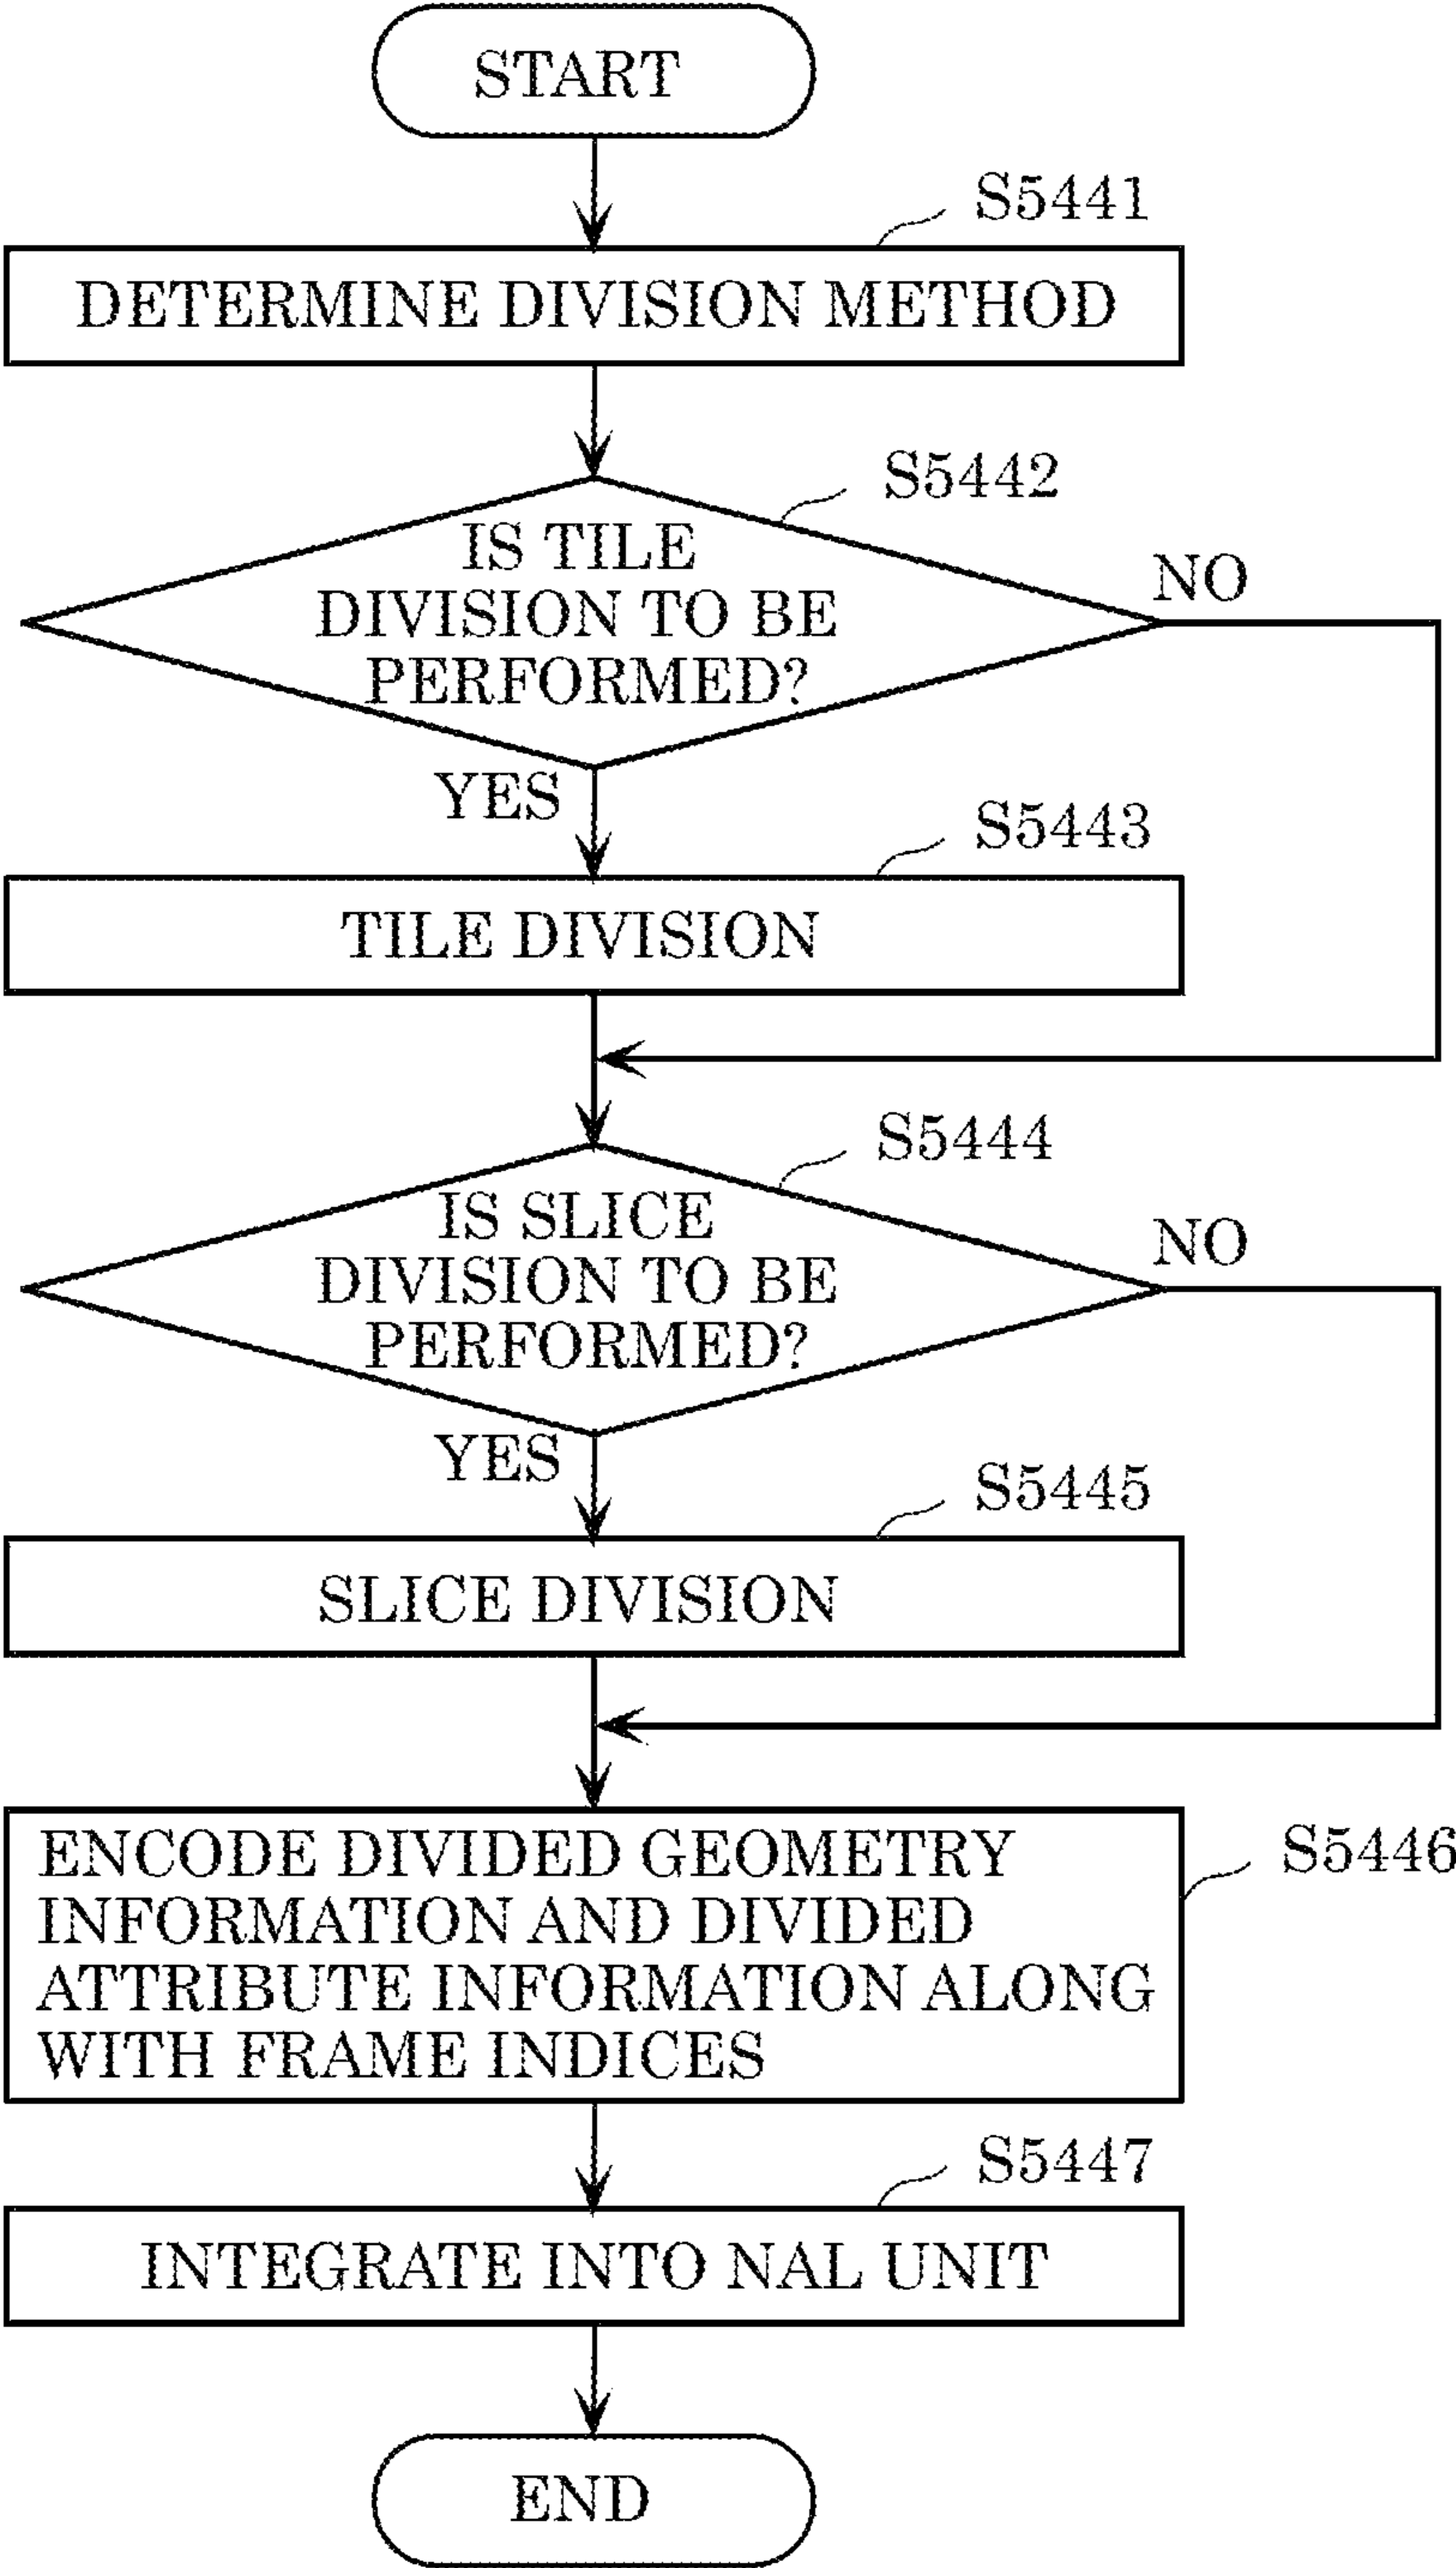 START
S5441
DETERMINE DIVISION METHOD
S5442
IS TILE
DIVISION TO BE
PERFORMED?
NO
YES
S5443
TILE DIVISION
S5444
IS SLICE
DIVISION TO BE
PERFORMED?
NO
YES
S5445
SLICE DIVISION
ENCODE DIVIDED GEOMETRY
INFORMATION AND DIVIDED
ATTRIBUTE INFORMATION ALONG
WITH FRAME INDICES
S5446
S5447
INTEGRATE INTO NAL UNIT
END